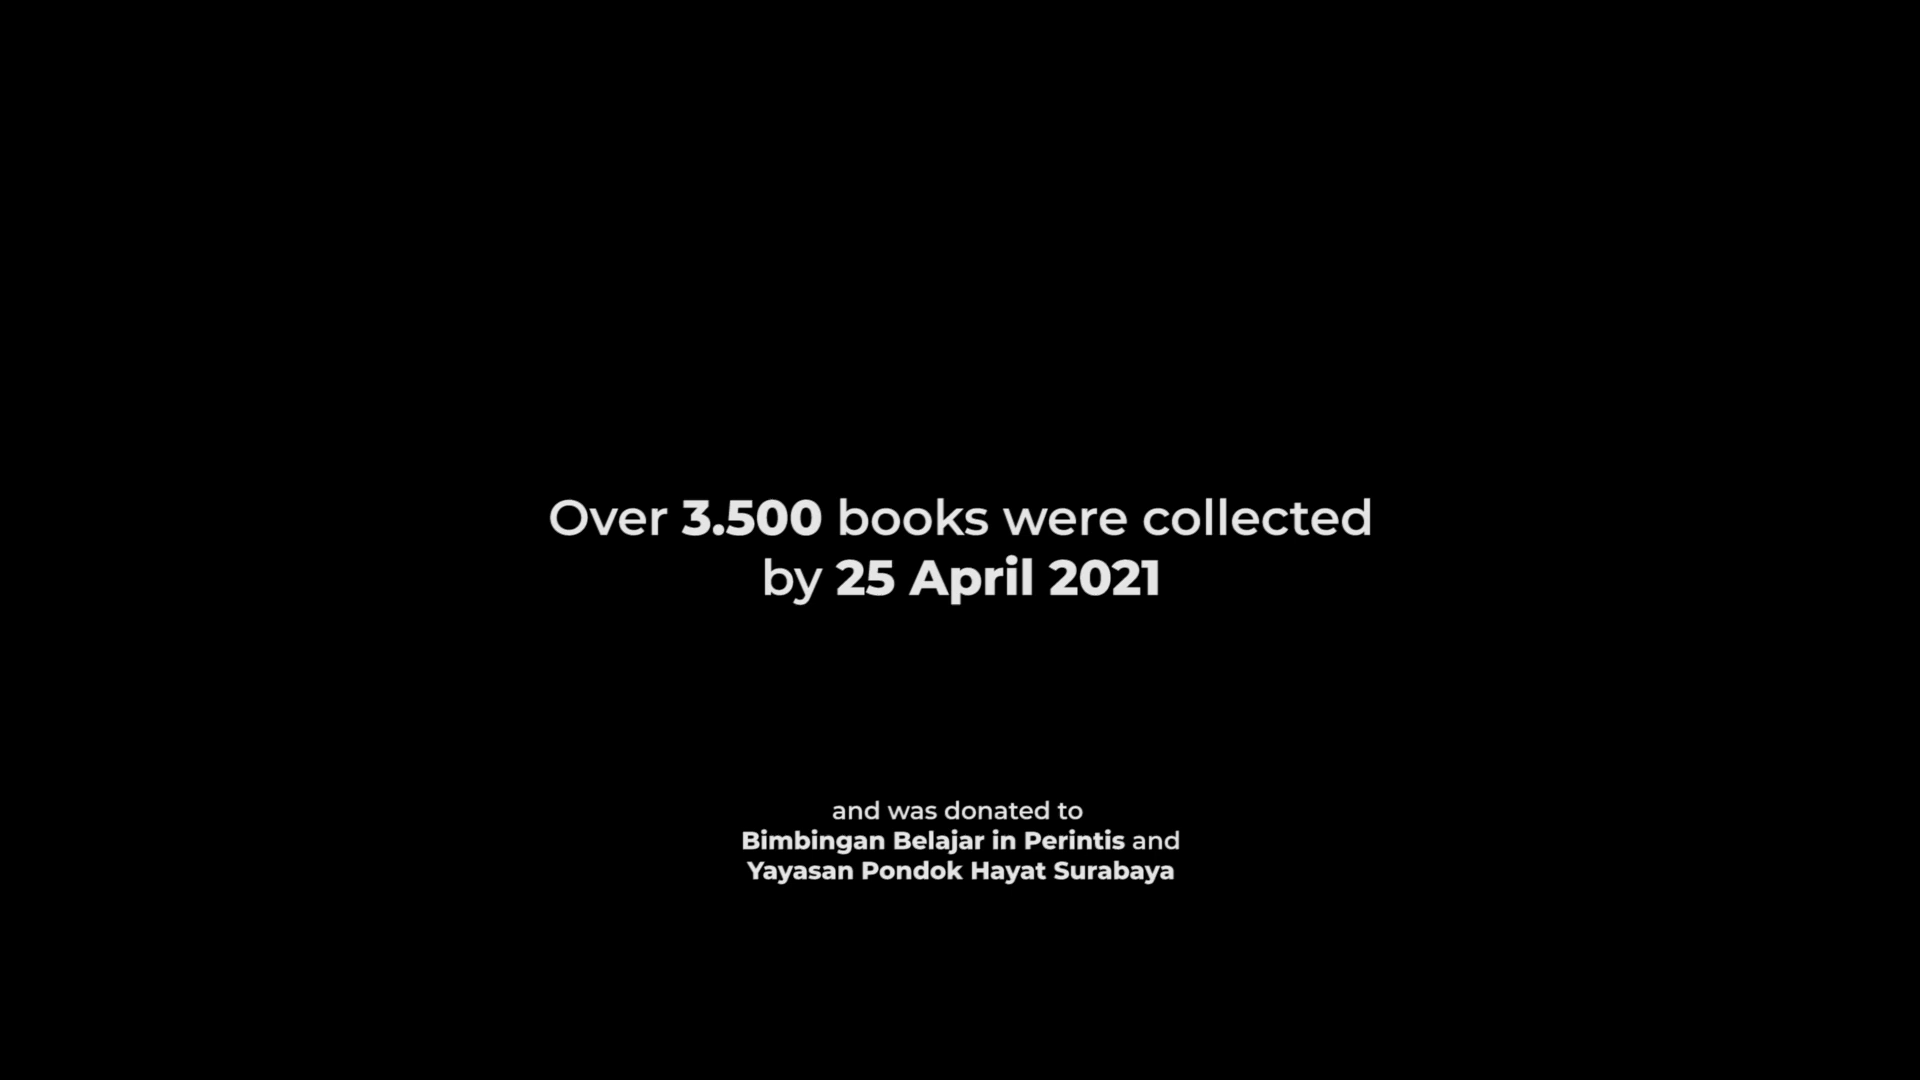 Over 3.500 books were collected
by 25 April 2021
and was donated to
Bimbingan Belajar in Perintis and
Yayasan Pondok Hayat Surabaya